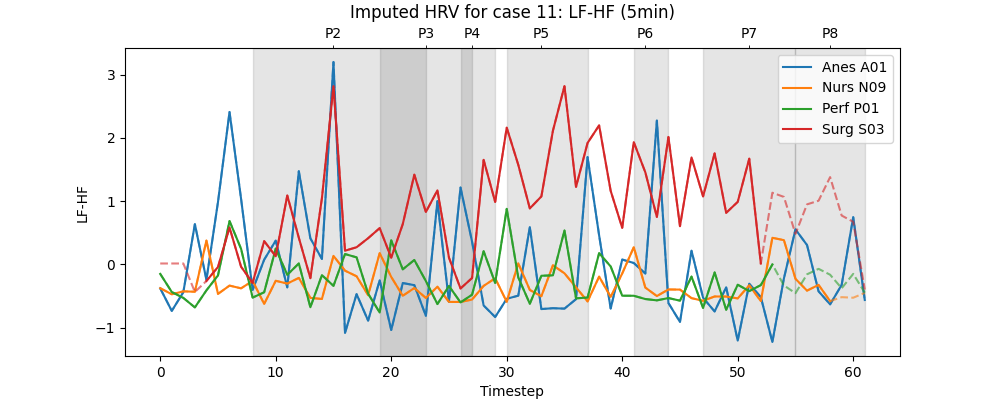 Imputed HRV for case 11: LF-HF (5min)
P2 P3 P4 P5 P6 P7 P8
Anes A01
Nurs N09
Perf P01
Surg S03
3
2
1
0
−1
LF-HF
0 10 20 30 40 50 60
Timestep